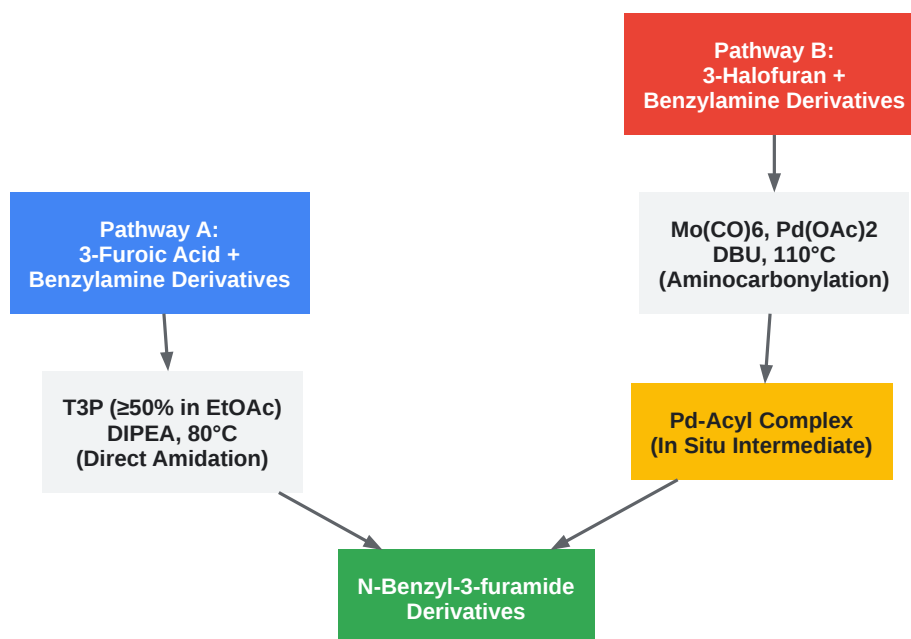 Pathway B:
3-Halofuran +
Benzylamine Derivatives
Pathway A:
3-Furoic Acid +
Benzylamine Derivatives
Mo(CO)6, Pd(OAc)2
DBU, 110°C
(Aminocarbonylation)
T3P (≥50% in EtOAc)
DIPEA, 80°C
(Direct Amidation)
Pd-Acyl Complex
(In Situ Intermediate)
N-Benzyl-3-furamide
Derivatives